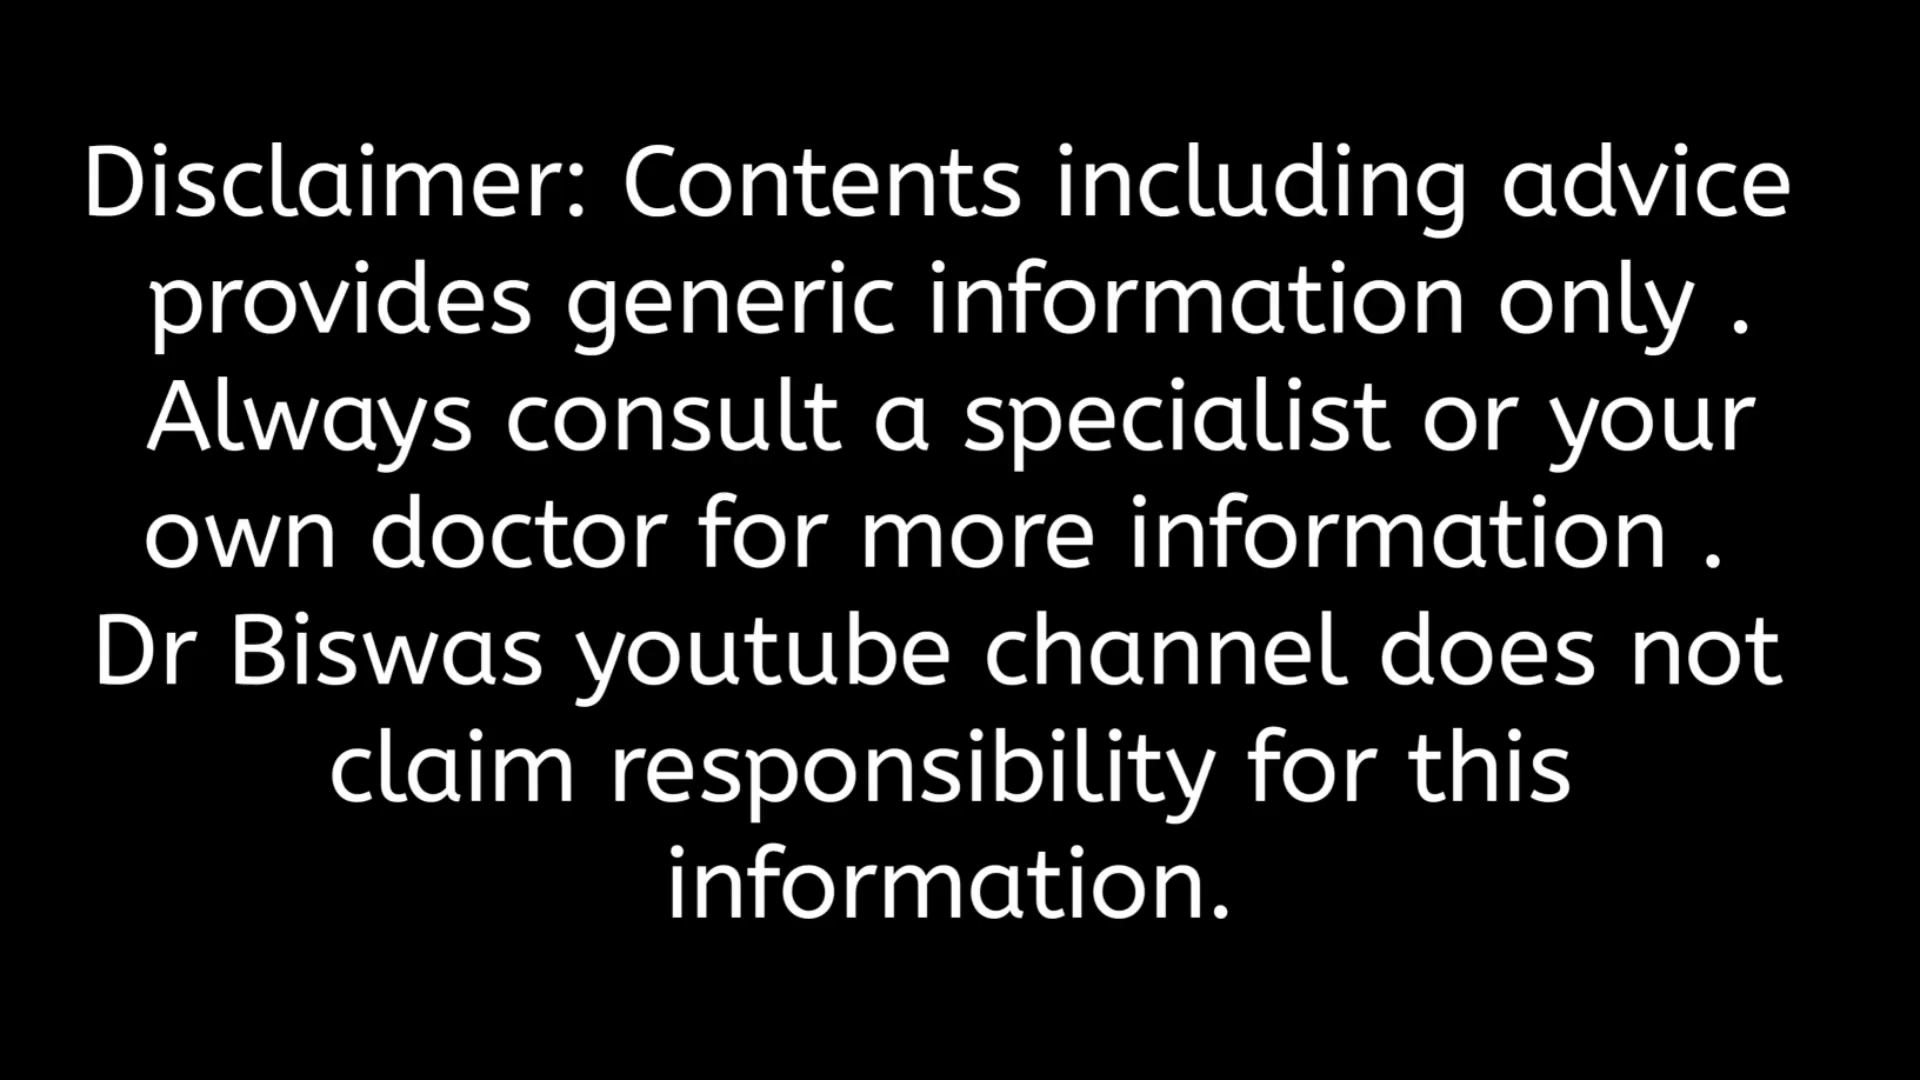 Disclaimer: Contents including advice
provides generic information only .
Always consult a specialist or your
own doctor for more information .
Dr Biswas youtube channel does not
claim responsibility for this
information.